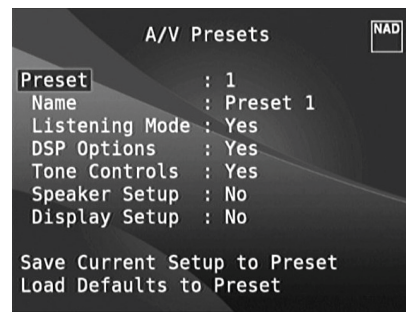 A/V Presets
NAD
Preset : 1
Name : Preset 1
Listening Mode : Yes
DSP Options : Yes
Tone Controls : Yes
Speaker Setup : No
Display Setup : No
Save Current Setup to Preset
Load Defaults to Preset